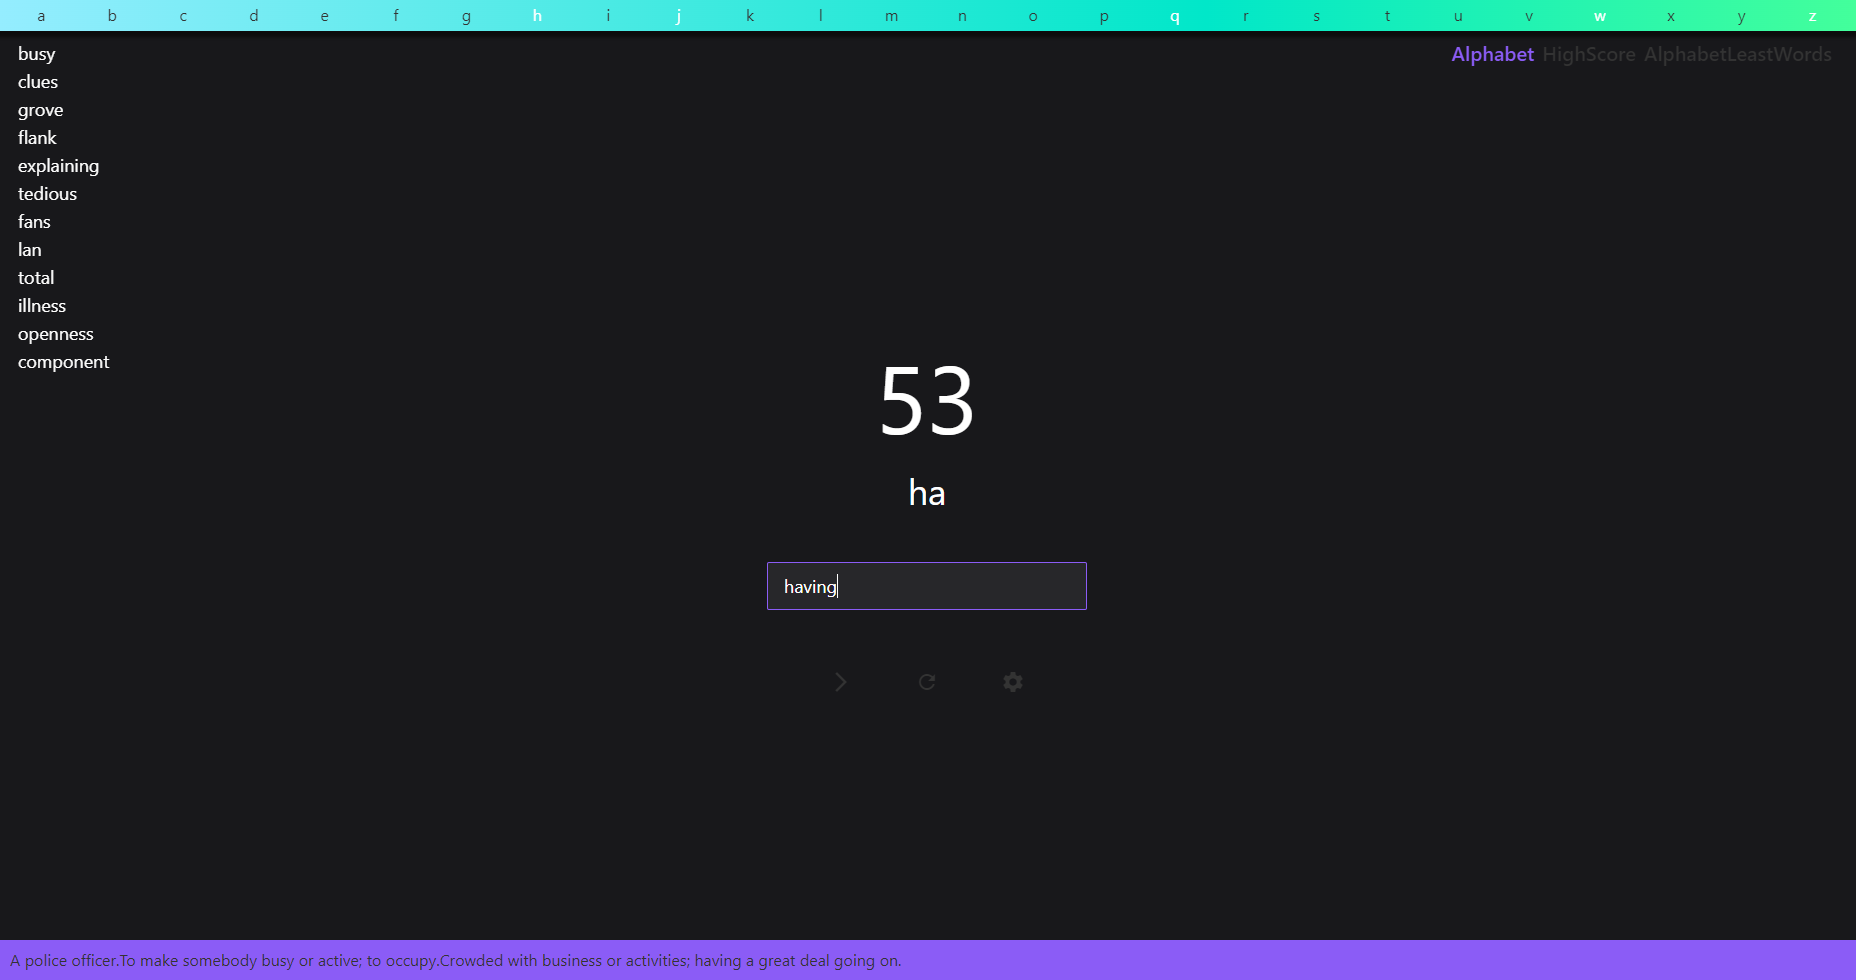 a b c d e f g h i j k l m n o p q r s t u v w x y z
Alphabet HighScore AlphabetLeastWords
busy
clues
grove
flank
explaining
tedious
fans
lan
total
illness
openness
component
53
ha
having
A police officer.To make somebody busy or active; to occupy.Crowded with business or activities; having a great deal going on.